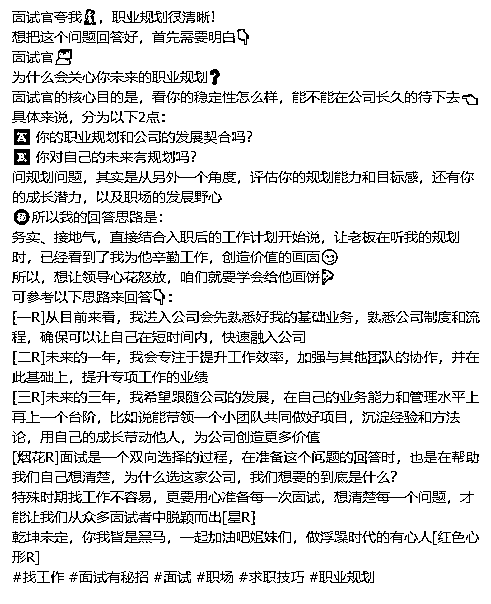 面试官夸我，职业规划很清晰！
想把这个问题回答好，首先需要明白👇
面试官
为什么会关心你未来的职业规划❓
面试官的核心目的是，看你的稳定性怎么样，能不能在公司长久的待下去👈
具体来说，分为以下2点：
🅰 你的职业规划和公司的发展契合吗？
🅱 你对自己的未来有规划吗？
问规划问题，其实是从另外一个角度，评估你的规划能力和目标感，还有你
的成长潜力，以及职场的发展野心
所以我的回答思路是：
务实、接地气，直接结合入职后的工作计划开始说，让老板在听我的规划
时，已经看到了我为他辛勤工作，创造价值的画面😉
所以，想让领导心花怒放，咱们就要学会给他画饼🍕
可参考以下思路来回答👇：
[一R]从目前来看，我进入公司会先熟悉好我的基础业务，熟悉公司制度和流
程，确保可以让自己在短时间内，快速融入公司
[二R]未来的一年，我会专注于提升工作效率，加强与其他团队的协作，并在
此基础上，提升专项工作的业绩
[三R]未来的三年，我希望跟随公司的发展，在自己的业务能力和管理水平上
再上一个台阶，比如说能带领一个小团队共同做好项目，沉淀经验和方法
论，用自己的成长带动他人，为公司创造更多价值
[烟花R]面试是一个双向选择的过程，在准备这个问题的回答时，也是在帮助
我们自己想清楚，为什么选这家公司，我们想要的到底是什么？
特殊时期找工作不容易，更要用心准备每一次面试，想清楚每一个问题，才
能让我们从众多面试者中脱颖而出[星R]
乾坤未定，你我皆是黑马，一起加油吧姐妹们，做浮躁时代的有心人[红色心
形R]
#找工作 #面试有秘招 #面试 #职场 #求职技巧 #职业规划